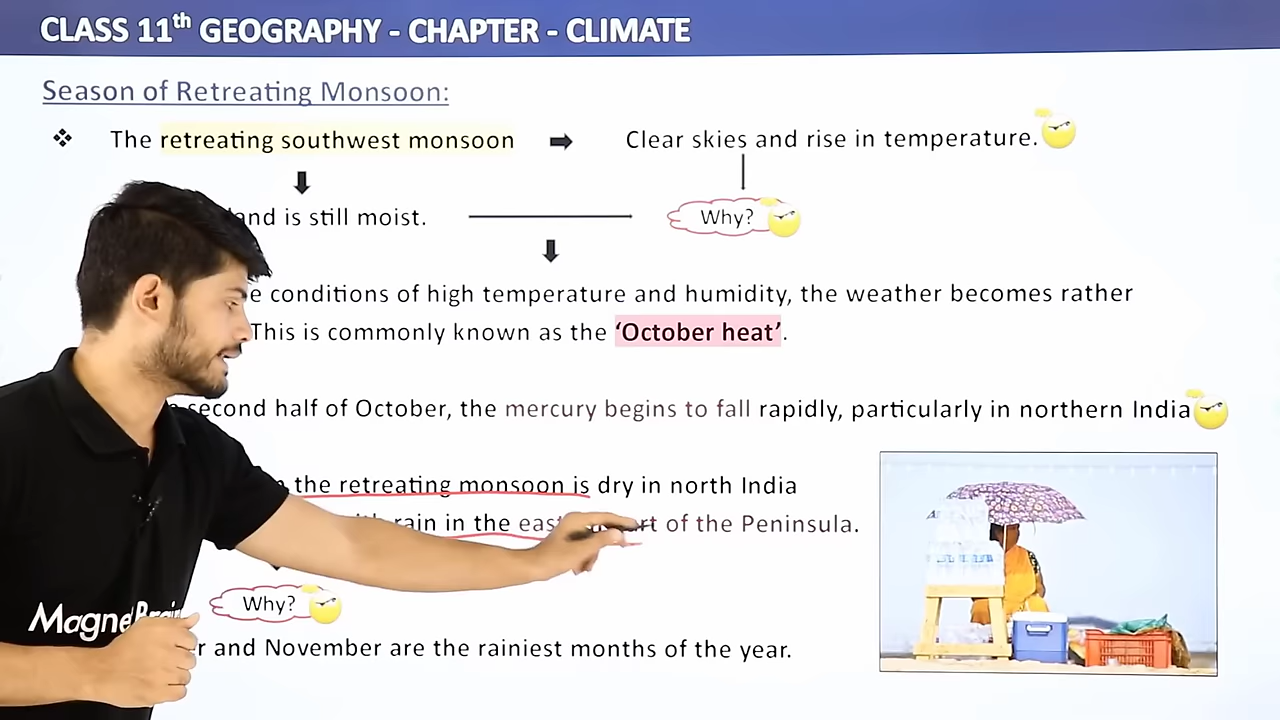 CLASS 11th GEOGRAPHY - CHAPTER - CLIMATE
Season of Retreating Monsoon:
❖ The retreating southwest monsoon ➡ Clear skies and rise in temperature.
land is still moist. Why?
conditions of high temperature and humidity, the weather becomes rather
This is commonly known as the ‘October heat’.
second half of October, the mercury begins to fall rapidly, particularly in northern India
the retreating monsoon is dry in north India
rain in the of the Peninsula.
Why?
and November are the rainiest months of the year.